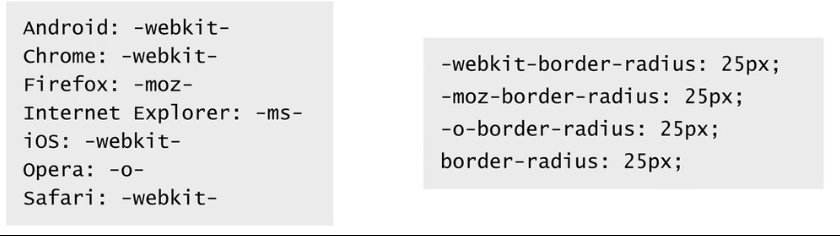 Android: -webkit-
Chrome: -webkit-
Firefox: -moz-
Internet Explorer: -ms-
iOS: -webkit-
Opera: -o-
Safari: -webkit-
-webkit-border-radius: 25px;
-moz-border-radius: 25px;
-o-border-radius: 25px;
border-radius: 25px;